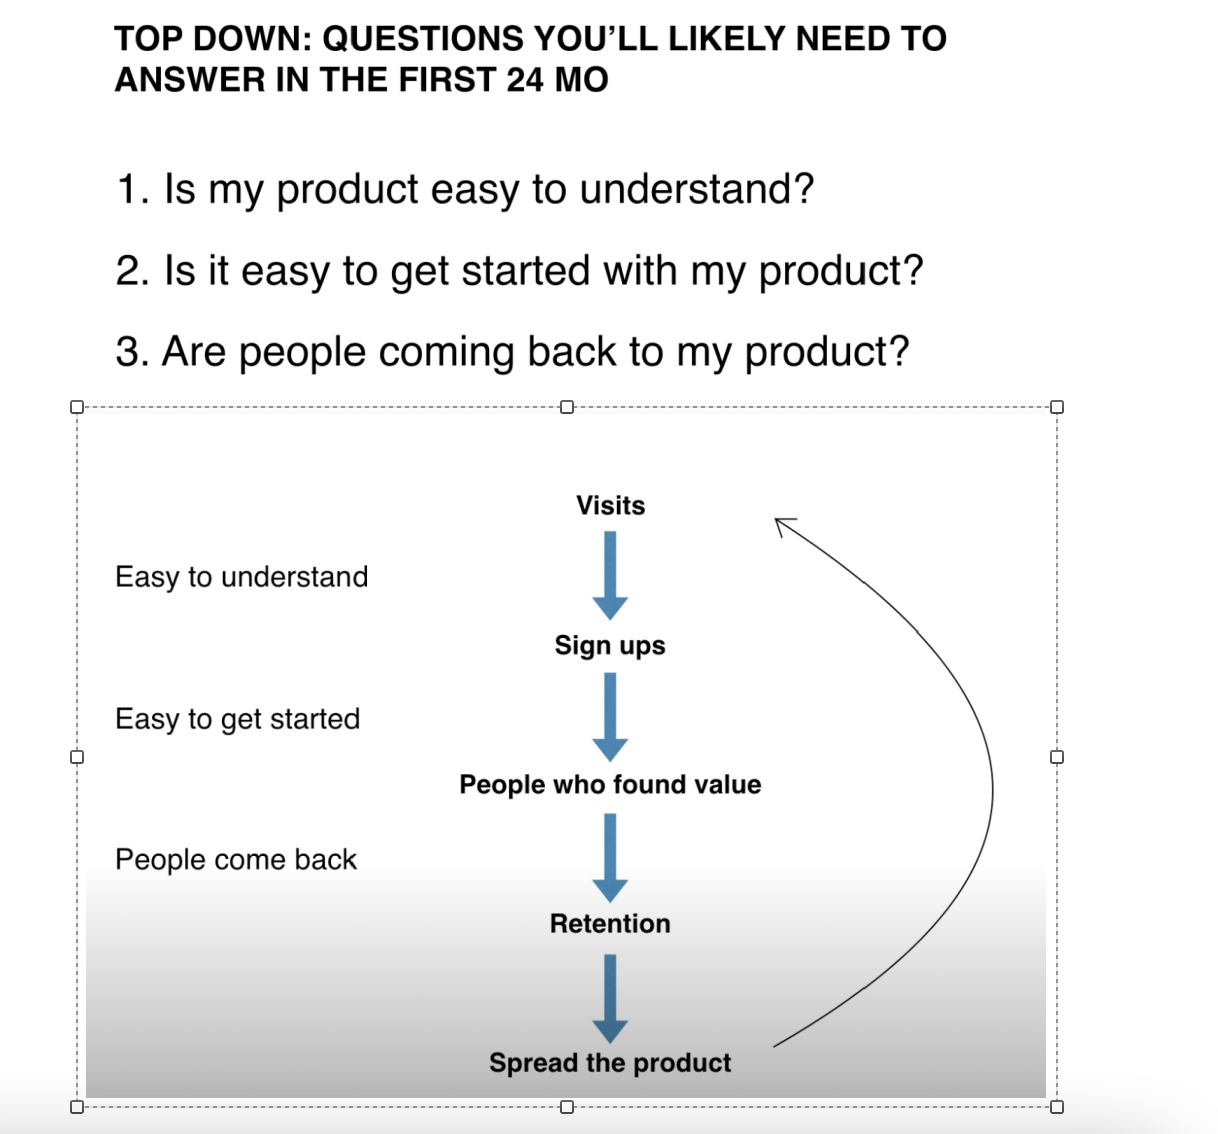 TOP DOWN: QUESTIONS YOU’LL LIKELY NEED TO
ANSWER IN THE FIRST 24 MO
1. Is my product easy to understand?
2. Is it easy to get started with my product?
3. Are people coming back to my product?
Visits
Easy to understand
Sign ups
Easy to get started
People who found value
People come back
Retention
Spread the product